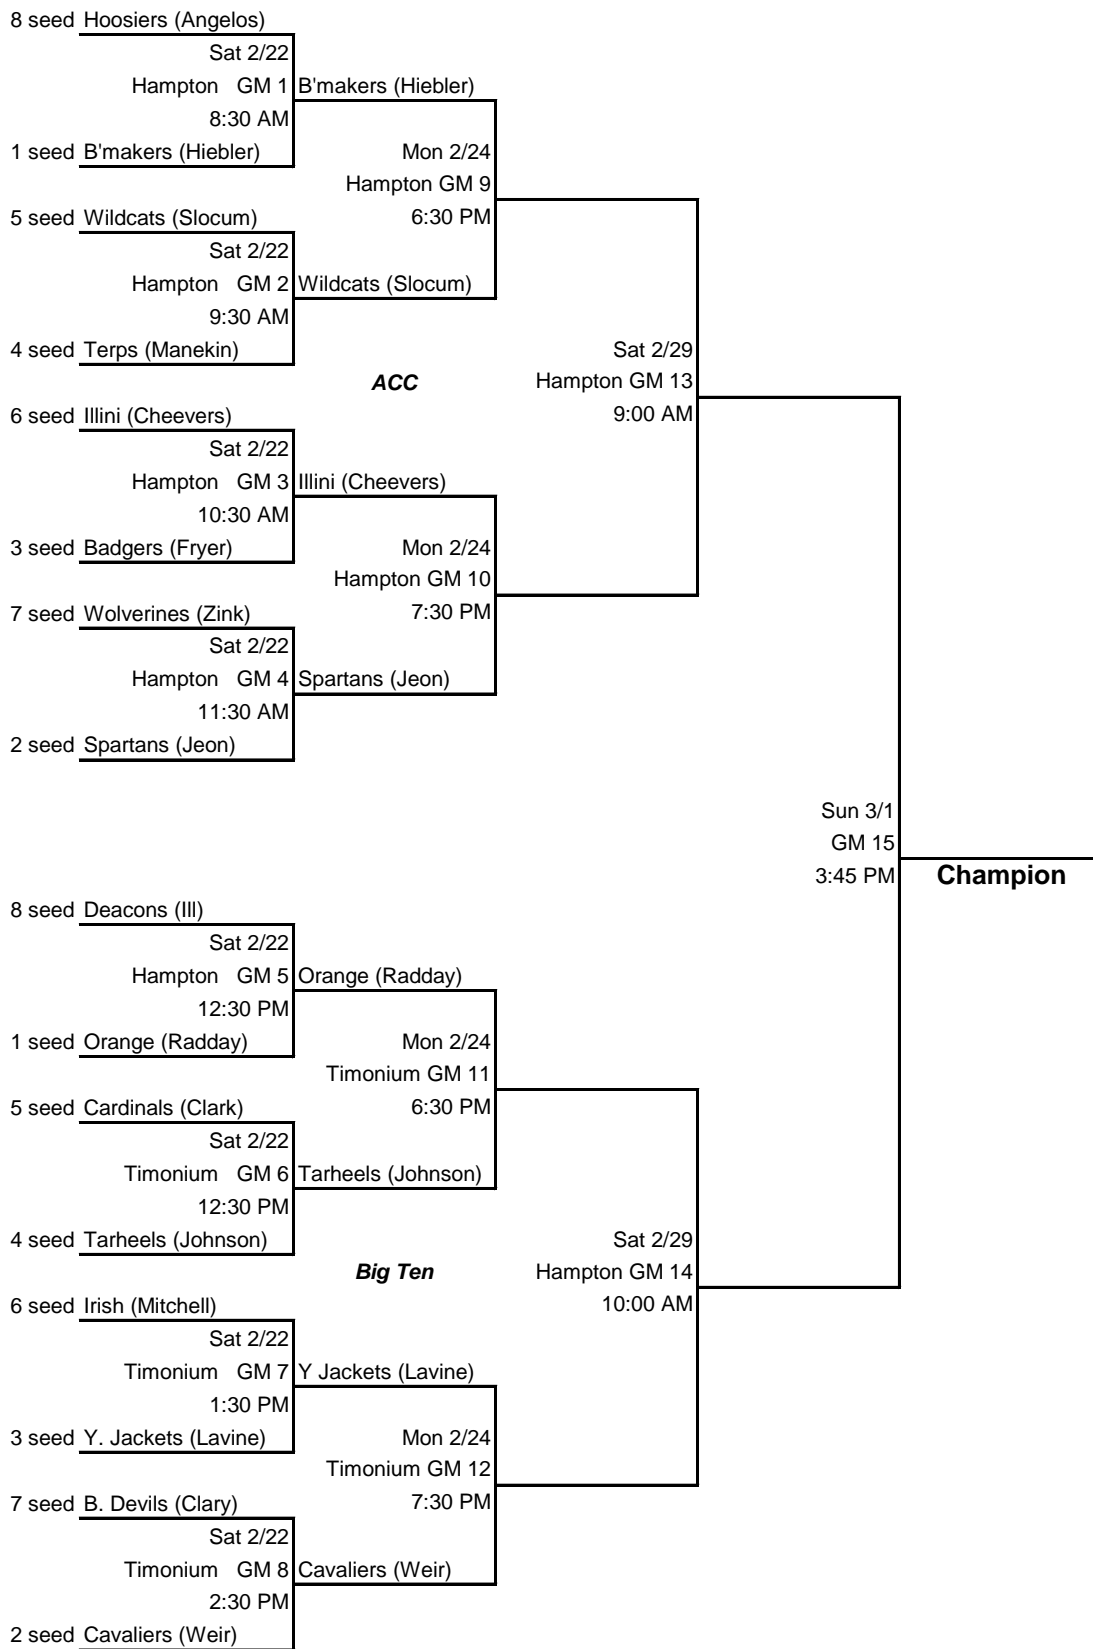 8 seed Hoosiers (Angelos)
Sat 2/22
Hampton GM 1 B'makers (Hiebler)
8:30 AM
1 seed B'makers (Hiebler) Mon 2/24
Hampton GM 9
5 seed Wildcats (Slocum) 6:30 PM
Sat 2/22
Hampton GM 2 Wildcats (Slocum)
9:30 AM
4 seed Terps (Manekin) Sat 2/29
ACC Hampton GM 13
6 seed Illini (Cheevers) 9:00 AM
Sat 2/22
Hampton GM 3 Illini (Cheevers)
10:30 AM
3 seed Badgers (Fryer) Mon 2/24
Hampton GM 10
7 seed Wolverines (Zink) 7:30 PM
Sat 2/22
Hampton GM 4 Spartans (Jeon)
11:30 AM
2 seed Spartans (Jeon)
Sun 3/1
GM 15
3:45 PM Champion
8 seed Deacons (Ill)
Sat 2/22
Hampton GM 5 Orange (Radday)
12:30 PM
1 seed Orange (Radday) Mon 2/24
Timonium GM 11
5 seed Cardinals (Clark) 6:30 PM
Sat 2/22
Timonium GM 6 Tarheels (Johnson)
12:30 PM
4 seed Tarheels (Johnson) Sat 2/29
Big Ten Hampton GM 14
6 seed Irish (Mitchell) 10:00 AM
Sat 2/22
Timonium GM 7 Y Jackets (Lavine)
1:30 PM
3 seed Y. Jackets (Lavine) Mon 2/24
Timonium GM 12
7 seed B. Devils (Clary) 7:30 PM
Sat 2/22
Timonium GM 8 Cavaliers (Weir)
2:30 PM
2 seed Cavaliers (Weir)